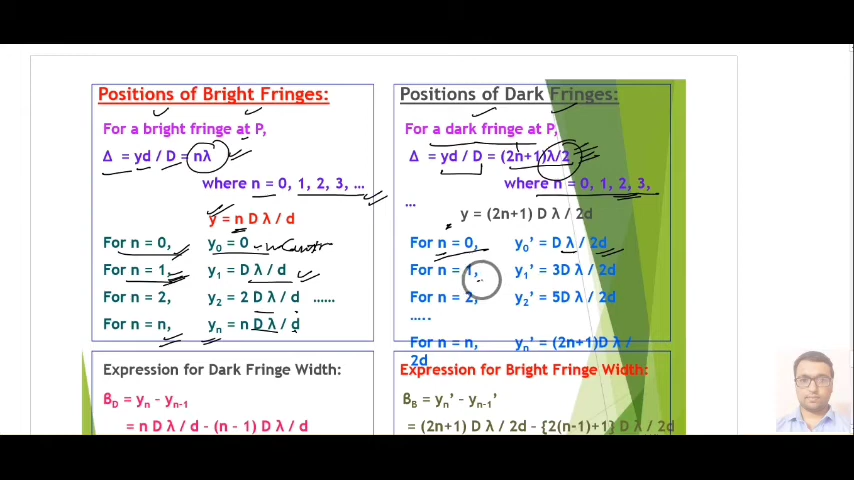 Positions of Bright Fringes:
For a bright fringe at P,
Δ = yd / D = nλ
where n = 0, 1, 2, 3, …
y = n D λ / d
For n = 0, y₀ = 0
For n = 1, y₁ = D λ / d
For n = 2, y₂ = 2 D λ / d ……
For n = n, yₙ = n D λ / d
Expression for Dark Fringe Width:
βD = yₙ – yₙ₋₁
= n D λ / d – (n – 1) D λ / d
Positions of Dark Fringes:
For a dark fringe at P,
Δ = yd / D = (2n+1)λ/2
where n = 0, 1, 2, 3,
…
y = (2n+1) D λ / 2d
For n = 0, y₀’ = D λ / 2d
For n = 1, y₁’ = 3D λ / 2d
For n = 2, y₂’ = 5D λ / 2d
…..
For n = n, yₙ’ = (2n+1)D λ /
2d
Expression for Bright Fringe Width:
βB = yₙ’ – yₙ₋₁’
= (2n+1) D λ / 2d – {2(n-1)+1} D λ / 2d